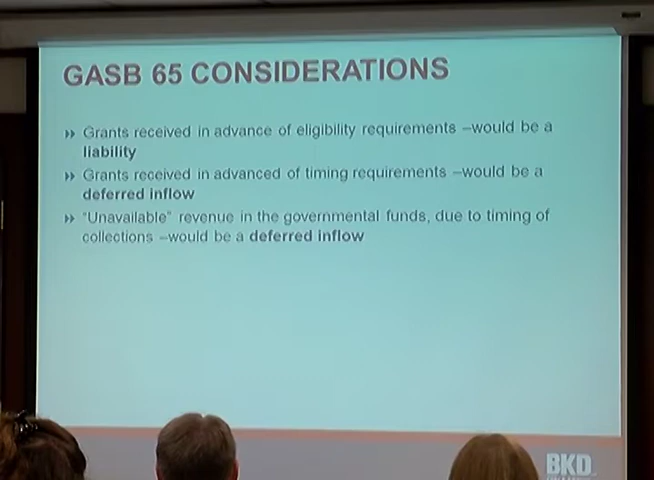 GASB 65 CONSIDERATIONS
Grants received in advance of eligibility requirements –would be a
liability
Grants received in advanced of timing requirements –would be a
deferred inflow
"Unavailable" revenue in the governmental funds, due to timing of
collections –would be a deferred inflow
BKD